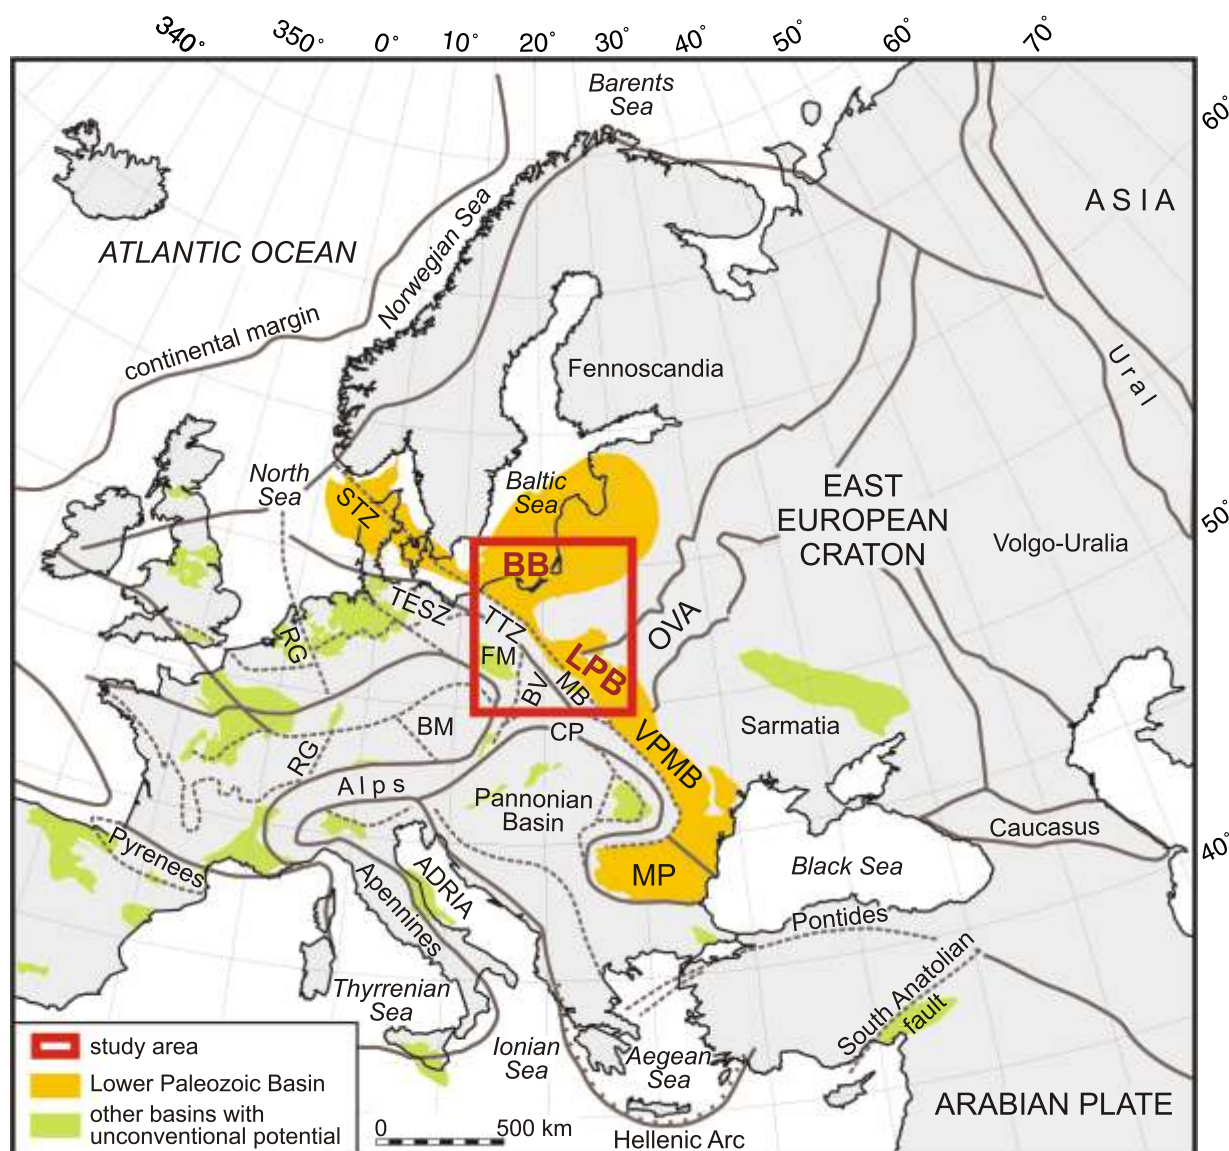 340°
350°
0°
10°
20°
30°
40°
50°
60°
70°
60°
Barents
Sea
ASIA
Norwegian Sea
ATLANTIC OCEAN
continental margin
Fennoscandia
Ural
North
Sea
Baltic
Sea
STZ
EAST
EUROPEAN
CRATON
50°
Volgo-Uralia
BB
TESZ
TTZ
OVA
RG
FM
LPB
BV
MB
BM
CP
VPMB
Sarmatia
RG
Alps
Pannonian
Basin
Caucasus
40°
Pyrenees
ADRIA
Apennines
MP
Black Sea
Pontides
South Anatolian
fault
Thyrrenian
Sea
Ionian
Sea
Aegean
Sea
ARABIAN PLATE
Hellenic Arc
study area
Lower Paleozoic Basin
other basins with
unconventional potential
0 500 km